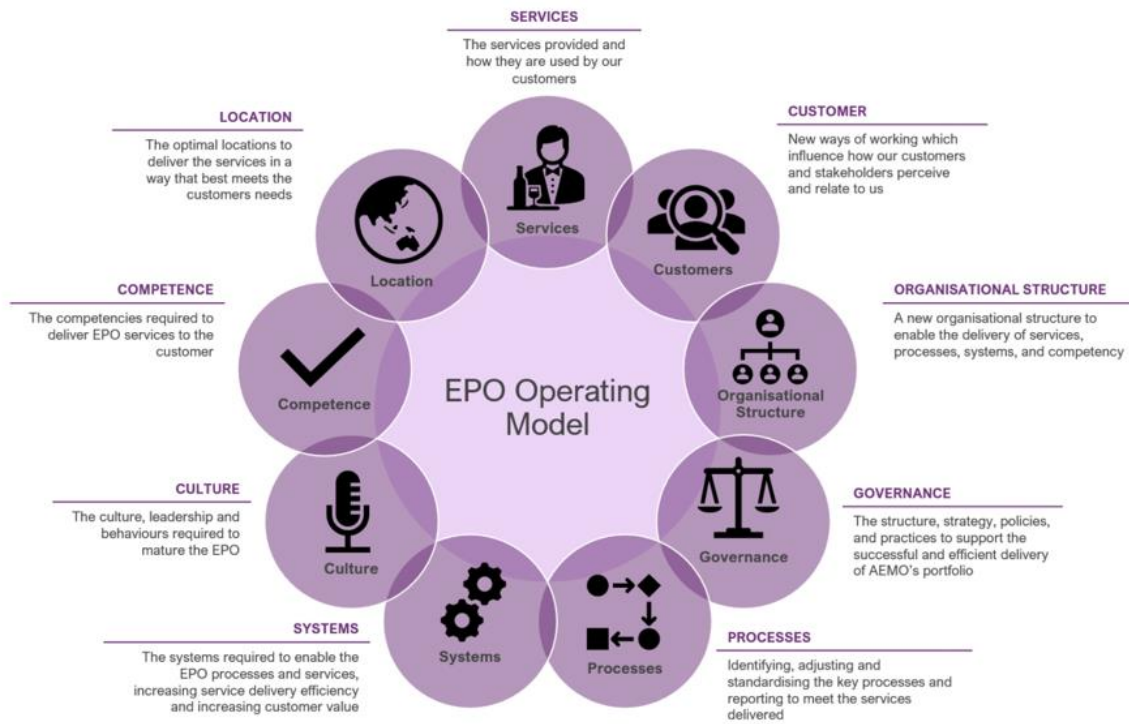 SERVICES
The services provided and
how they are used by our
customers
LOCATION
The optimal locations to
deliver the services in a
way that best meets the
customers needs
CUSTOMER
New ways of working which
influence how our customers
and stakeholders perceive
and relate to us
Services
Location
Customers
COMPETENCE
The competencies required to
deliver EPO services to the
customer
ORGANISATIONAL STRUCTURE
A new organisational structure to
enable the delivery of services,
processes, systems, and competency
Competence
EPO Operating
Model
Organisational
Structure
CULTURE
The culture, leadership and
behaviours required to
mature the EPO
GOVERNANCE
The structure, strategy, policies,
and practices to support the
successful and efficient delivery
of AEMO's portfolio
Culture
Governance
SYSTEMS
The systems required to enable the
EPO processes and services,
increasing service delivery efficiency
and increasing customer value
Systems
Processes
PROCESSES
Identifying, adjusting and
standardising the key processes and
reporting to meet the services
delivered